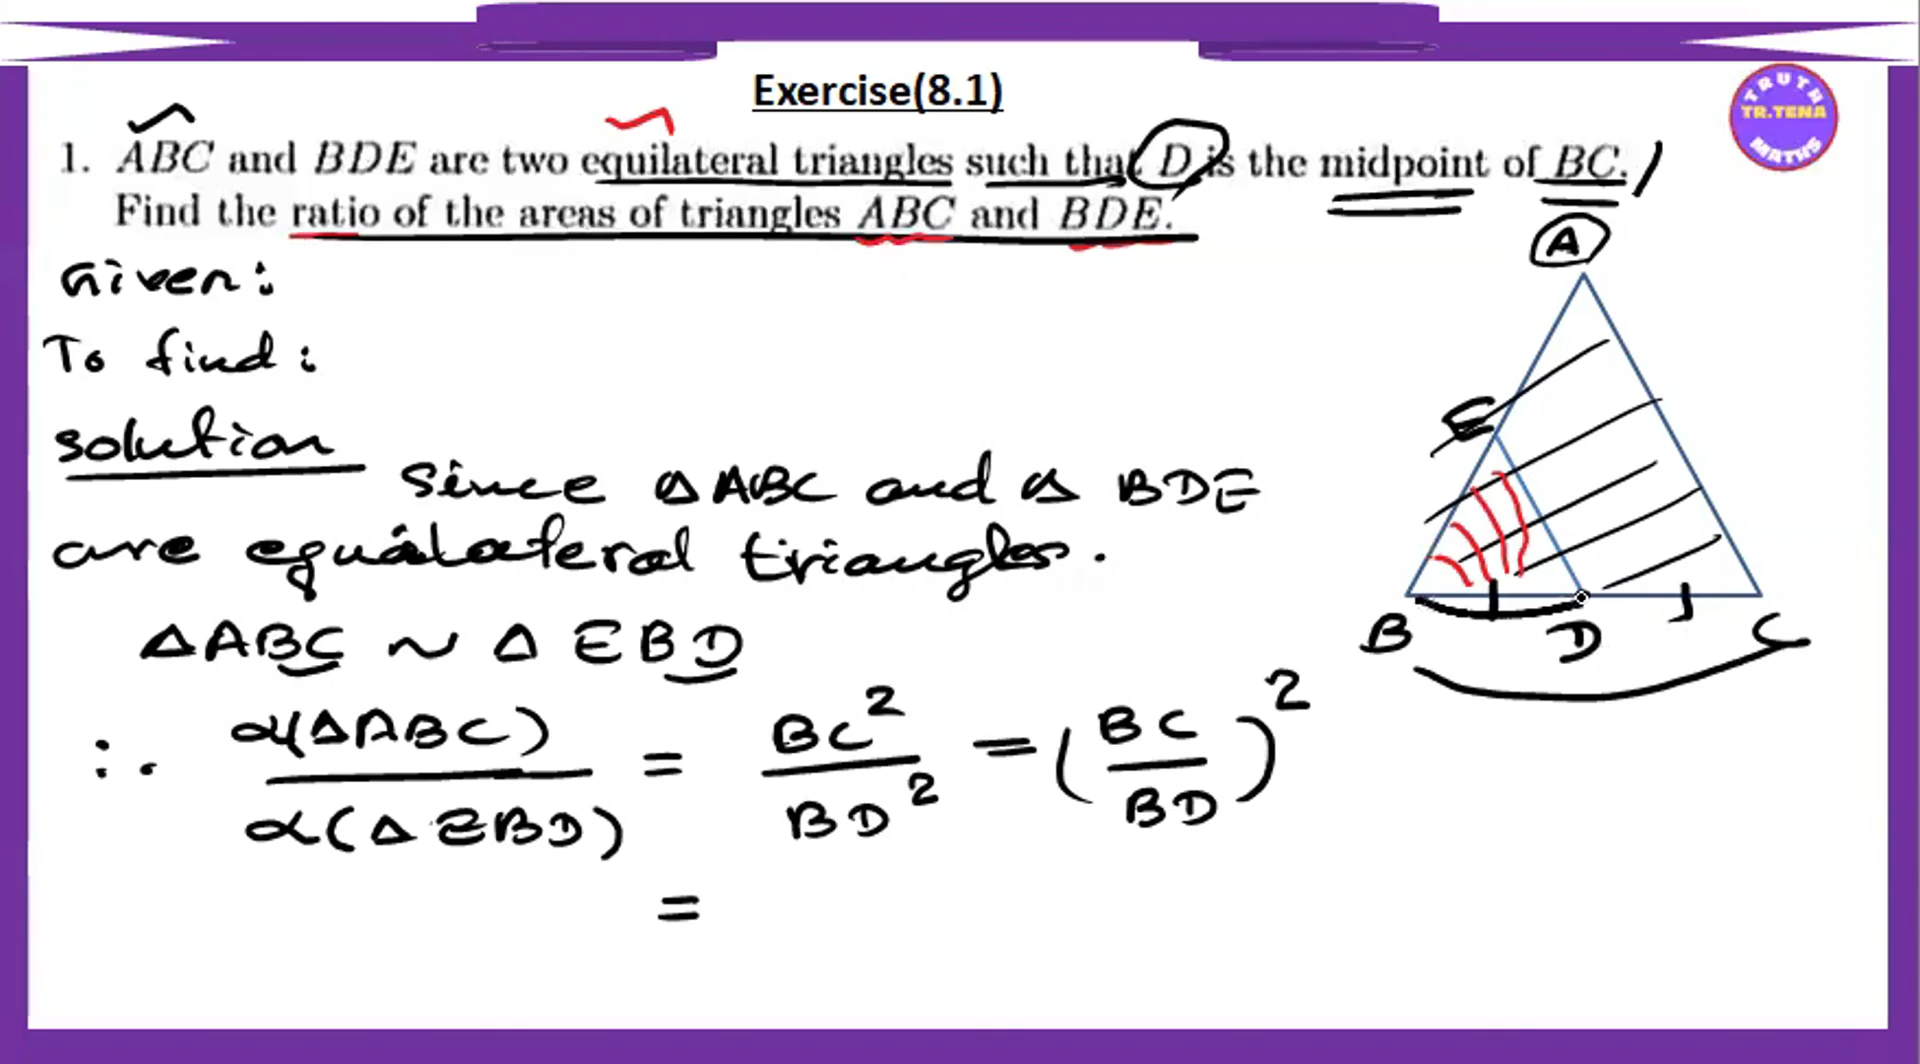 Exercise(8.1)
TRUTH
TR.TENA
MATHS
1. ABC and BDE are two equilateral triangles such that D is the midpoint of BC.
Find the ratio of the areas of triangles ABC and BDE.
Given:
To find:
solution
Since △ABC and △ BDE
are equilateral triangles.
△ABC ~ △ EBD
∴ α(△ABC) / α(△EBD) = BC² / BD² = (BC / BD)²
=
A
E
B D C